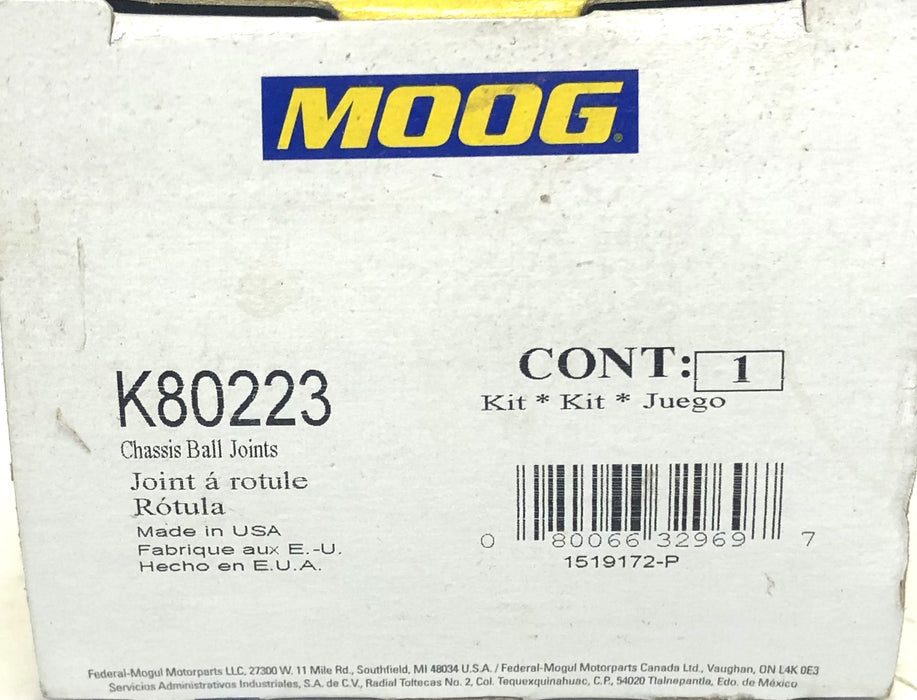 MOOG®
K80223
Chassis Ball Joints
Joint á rotule
Rótula
Made in USA
Fabrique aux E.-U.
Hecho en E.U.A.
CONT: 1
Kit * Kit * Juego
0 80066 32969 7
1519172-P
Federal-Mogul Motorparts LLC, 27300 W. 11 Mile Rd., Southfield, MI 48034 U.S.A. / Federal-Mogul Motorparts Canada Ltd., Vaughan, ON L4K 0E3
Servicios Administrativos Industriales, S.A. de C.V., Radial Toltecas No. 2, Col. Tequexquinahuac, C.P., 54020 Tlalnepantla, Edo. de México